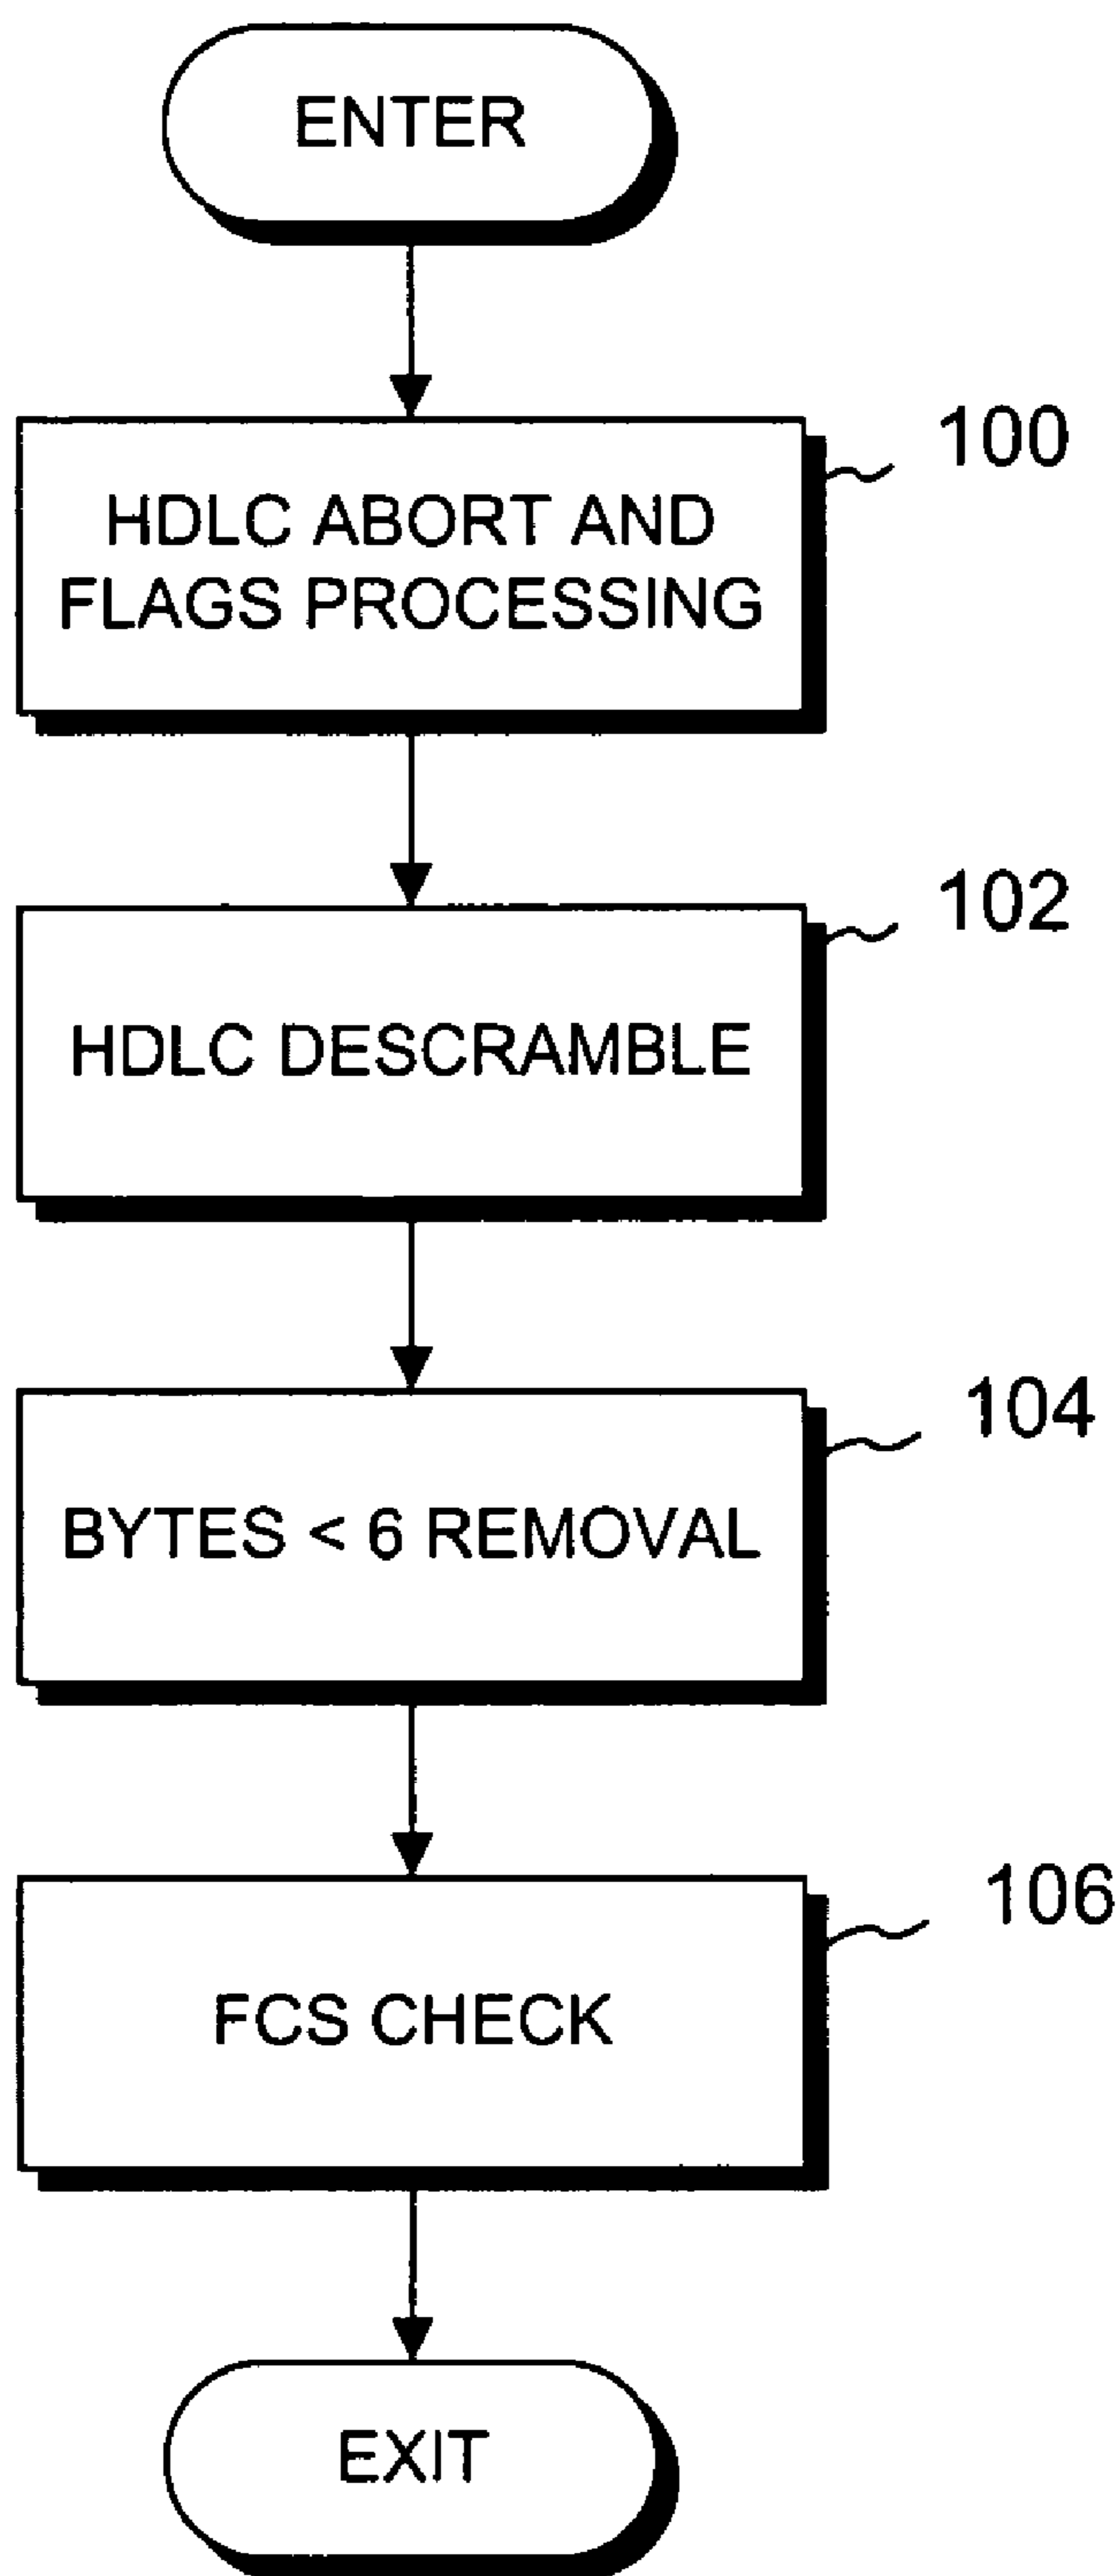 ENTER
100
HDLC ABORT AND
FLAGS PROCESSING
102
HDLC DESCRAMBLE
104
BYTES < 6 REMOVAL
106
FCS CHECK
EXIT